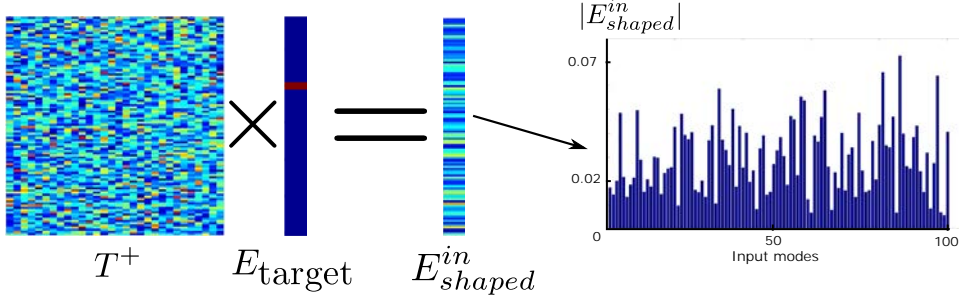 |E^{in}_{shaped}|
0.07
0.02
0
50
100
Input modes
×
=
T^+
E_target
E^{in}_{shaped}